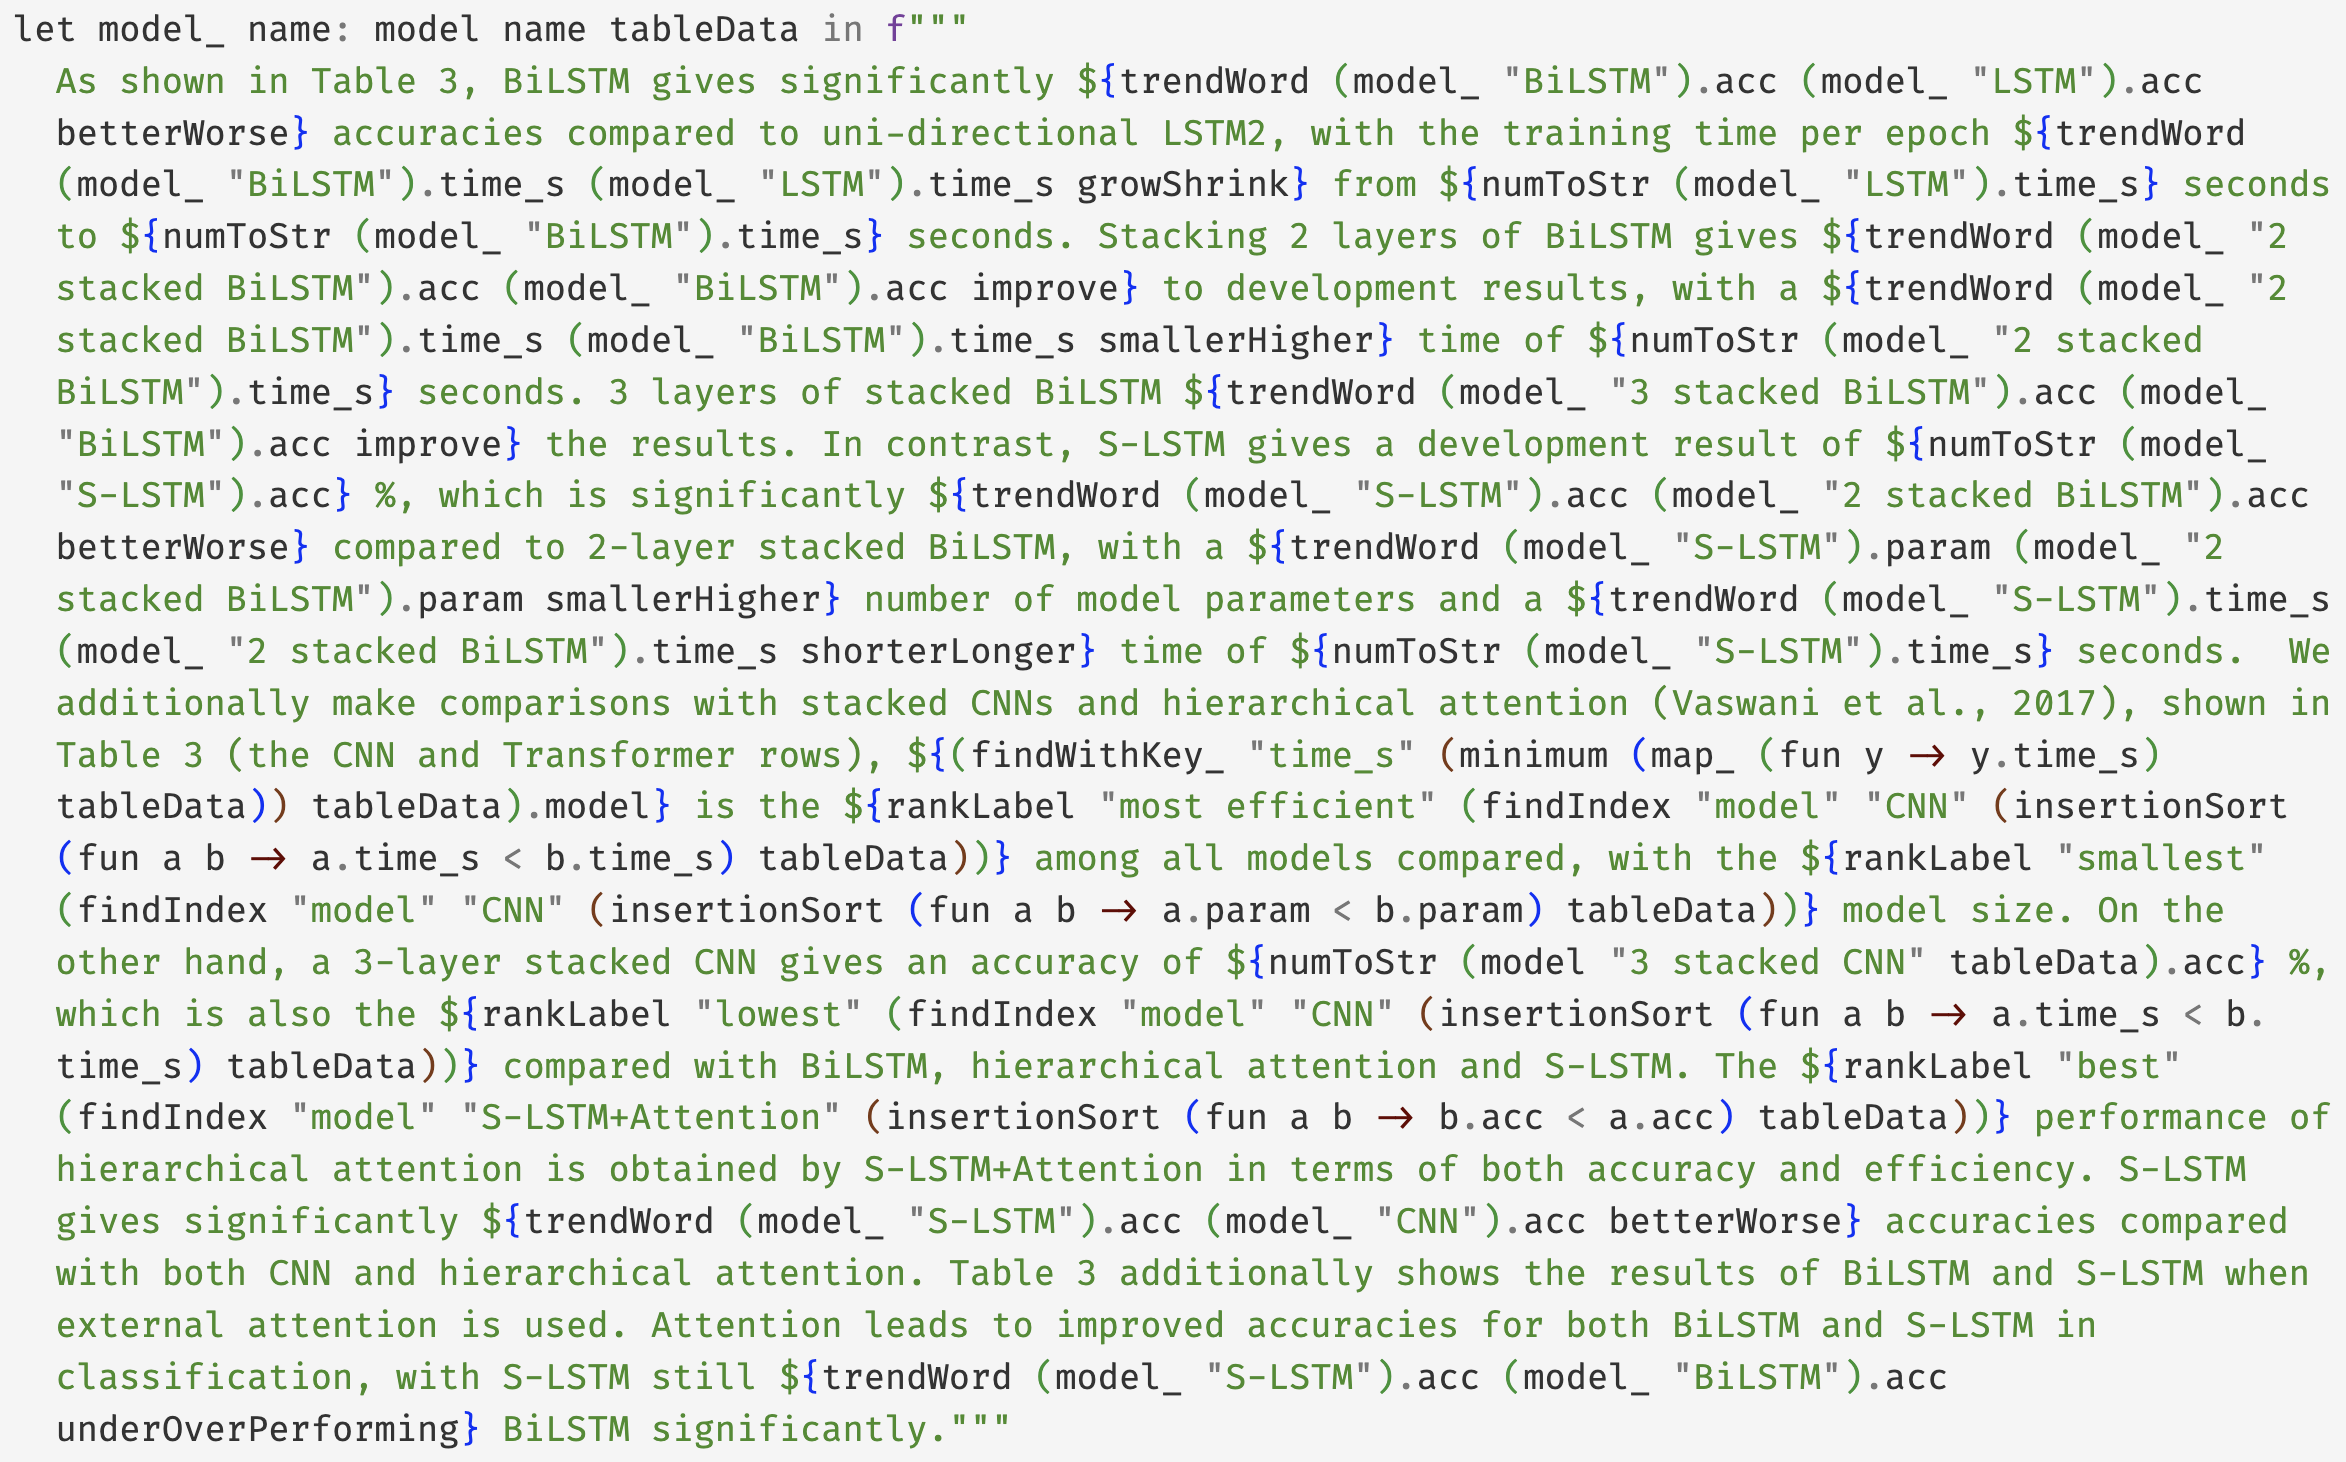 let model_ name: model name tableData in f"""
As shown in Table 3, BiLSTM gives significantly ${trendWord (model_ "BiLSTM").acc (model_ "LSTM").acc
betterWorse} accuracies compared to uni-directional LSTM2, with the training time per epoch ${trendWord
(model_ "BiLSTM").time_s (model_ "LSTM").time_s growShrink} from ${numToStr (model_ "LSTM").time_s} seconds
to ${numToStr (model_ "BiLSTM").time_s} seconds. Stacking 2 layers of BiLSTM gives ${trendWord (model_ "2
stacked BiLSTM").acc (model_ "BiLSTM").acc improve} to development results, with a ${trendWord (model_ "2
stacked BiLSTM").time_s (model_ "BiLSTM").time_s smallerHigher} time of ${numToStr (model_ "2 stacked
BiLSTM").time_s} seconds. 3 layers of stacked BiLSTM ${trendWord (model_ "3 stacked BiLSTM").acc (model_
"BiLSTM").acc improve} the results. In contrast, S-LSTM gives a development result of ${numToStr (model_
"S-LSTM").acc} %, which is significantly ${trendWord (model_ "S-LSTM").acc (model_ "2 stacked BiLSTM").acc
betterWorse} compared to 2-layer stacked BiLSTM, with a ${trendWord (model_ "S-LSTM").param (model_ "2
stacked BiLSTM").param smallerHigher} number of model parameters and a ${trendWord (model_ "S-LSTM").time_s
(model_ "2 stacked BiLSTM").time_s shorterLonger} time of ${numToStr (model_ "S-LSTM").time_s} seconds.  We
additionally make comparisons with stacked CNNs and hierarchical attention (Vaswani et al., 2017), shown in
Table 3 (the CNN and Transformer rows), ${(findWithKey_ "time_s" (minimum (map_ (fun y → y.time_s)
tableData)) tableData).model} is the ${rankLabel "most efficient" (findIndex "model" "CNN" (insertionSort
(fun a b → a.time_s < b.time_s) tableData))} among all models compared, with the ${rankLabel "smallest"
(findIndex "model" "CNN" (insertionSort (fun a b → a.param < b.param) tableData))} model size. On the
other hand, a 3-layer stacked CNN gives an accuracy of ${numToStr (model "3 stacked CNN" tableData).acc} %,
which is also the ${rankLabel "lowest" (findIndex "model" "CNN" (insertionSort (fun a b → a.time_s < b.
time_s) tableData))} compared with BiLSTM, hierarchical attention and S-LSTM. The ${rankLabel "best"
(findIndex "model" "S-LSTM+Attention" (insertionSort (fun a b → b.acc < a.acc) tableData))} performance of
hierarchical attention is obtained by S-LSTM+Attention in terms of both accuracy and efficiency. S-LSTM
gives significantly ${trendWord (model_ "S-LSTM").acc (model_ "CNN").acc betterWorse} accuracies compared
with both CNN and hierarchical attention. Table 3 additionally shows the results of BiLSTM and S-LSTM when
external attention is used. Attention leads to improved accuracies for both BiLSTM and S-LSTM in
classification, with S-LSTM still ${trendWord (model_ "S-LSTM").acc (model_ "BiLSTM").acc
underOverPerforming} BiLSTM significantly."""